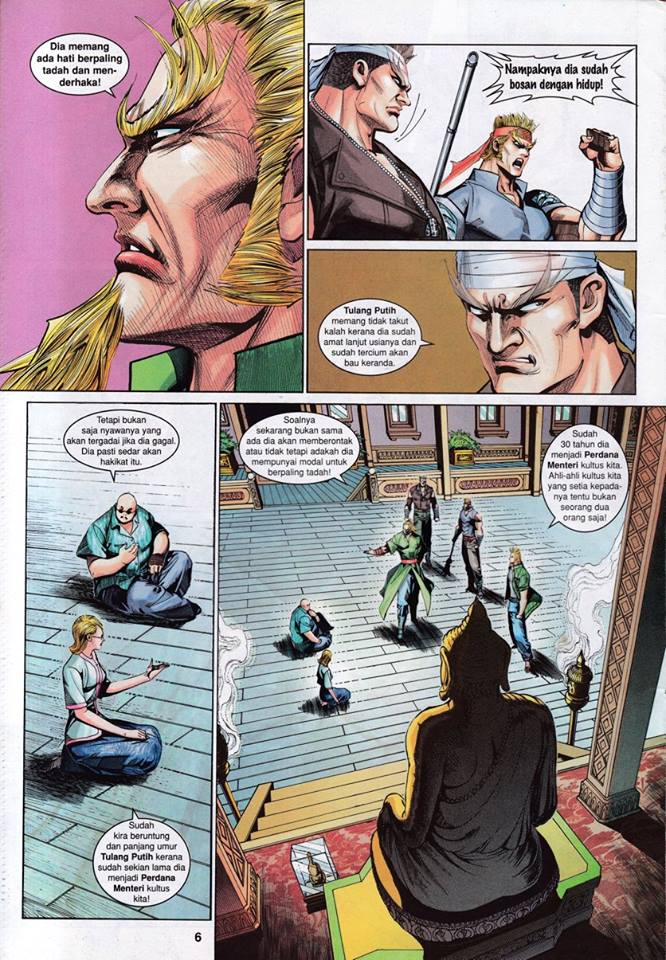 Dia memang
ada hati berpaling
tadah dan men-
derhaka!
Nampaknya dia sudah
bosan dengan hidup!
Tulang Putih
memang tidak takut
kalah kerana dia sudah
amat lanjut usianya dan
sudah tercium akan
bau keranda.
Tetapi bukan
saja nyawanya yang
akan tergadai jika dia gagal.
Dia pasti sedar akan
hakikat itu.
Sudah
kira beruntung
dan panjang umur
Tulang Putih kerana
sudah sekian lama dia
menjadi Perdana
Menteri kultus
kita!
Soalnya
sekarang bukan sama
ada dia akan memberontak
atau tidak tetapi adakah dia
mempunyai modal untuk
berpaling tadah!
Sudah
30 tahun dia
menjadi Perdana
Menteri kultus kita.
Ahli-ahli kultus kita
yang setia kepada-
nya tentu bukan
seorang dua
orang saja!
6